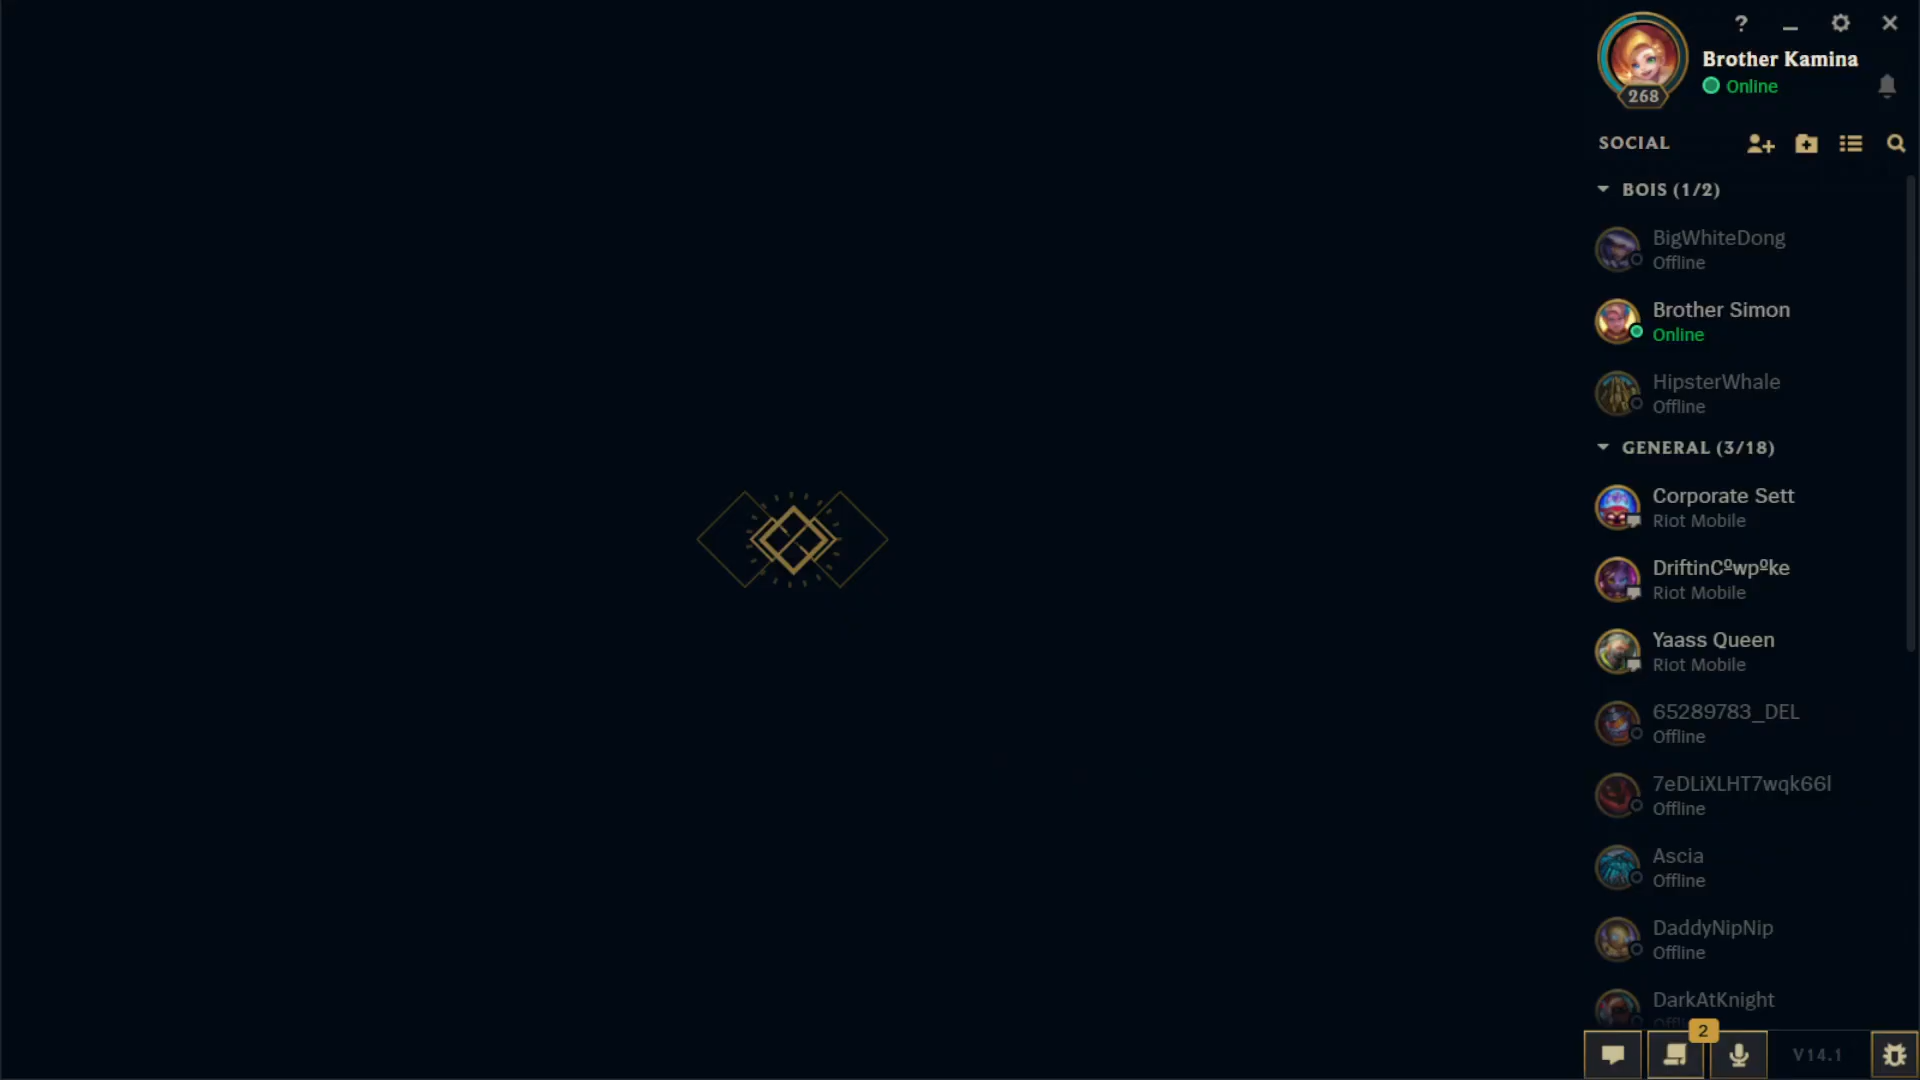 ?
Brother Kamina
Online
268
SOCIAL
BOIS (1/2)
BigWhiteDong
Offline
Brother Simon
Online
HipsterWhale
Offline
GENERAL (3/18)
Corporate Sett
Riot Mobile
DriftinCºwpºke
Riot Mobile
Yaass Queen
Riot Mobile
65289783_DEL
Offline
7eDLiXLHT7wqk66l
Offline
Ascia
Offline
DaddyNipNip
Offline
DarkAtKnight
2
V14.1